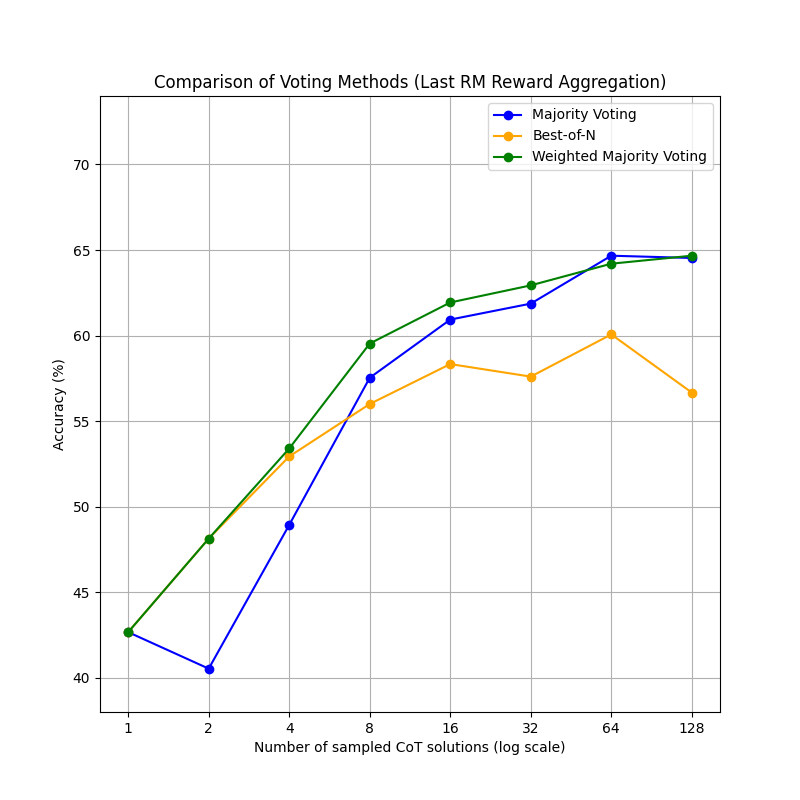 Comparison of Voting Methods (Last RM Reward Aggregation)
Majority Voting
Best-of-N
Weighted Majority Voting
Accuracy (%)
70
65
60
55
50
45
40
1 2 4 8 16 32 64 128
Number of sampled CoT solutions (log scale)